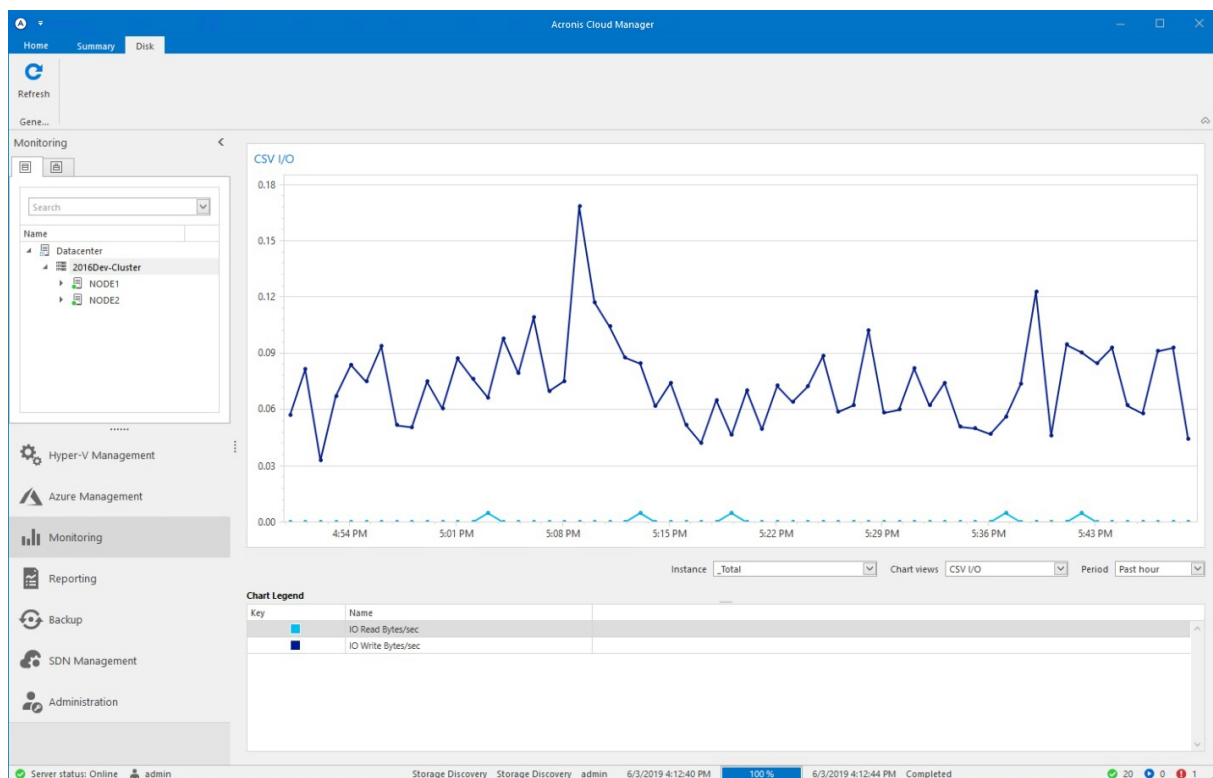 Acronis Cloud Manager
Home Summary Disk
Refresh
Gene...
Monitoring
Search
Name
Datacenter
2016Dev-Cluster
NODE1
NODE2
Hyper-V Management
Azure Management
Monitoring
Reporting
Backup
SDN Management
Administration
CSV I/O
0.18
0.15
0.12
0.09
0.06
0.03
0.00
4:54 PM 5:01 PM 5:08 PM 5:15 PM 5:22 PM 5:29 PM 5:36 PM 5:43 PM
Instance _Total Chart views CSV I/O Period Past hour
Chart Legend
Key Name
IO Read Bytes/sec
IO Write Bytes/sec
Server status: Online admin Storage Discovery Storage Discovery admin 6/3/2019 4:12:40 PM 100 % 6/3/2019 4:12:44 PM Completed 20 0 1